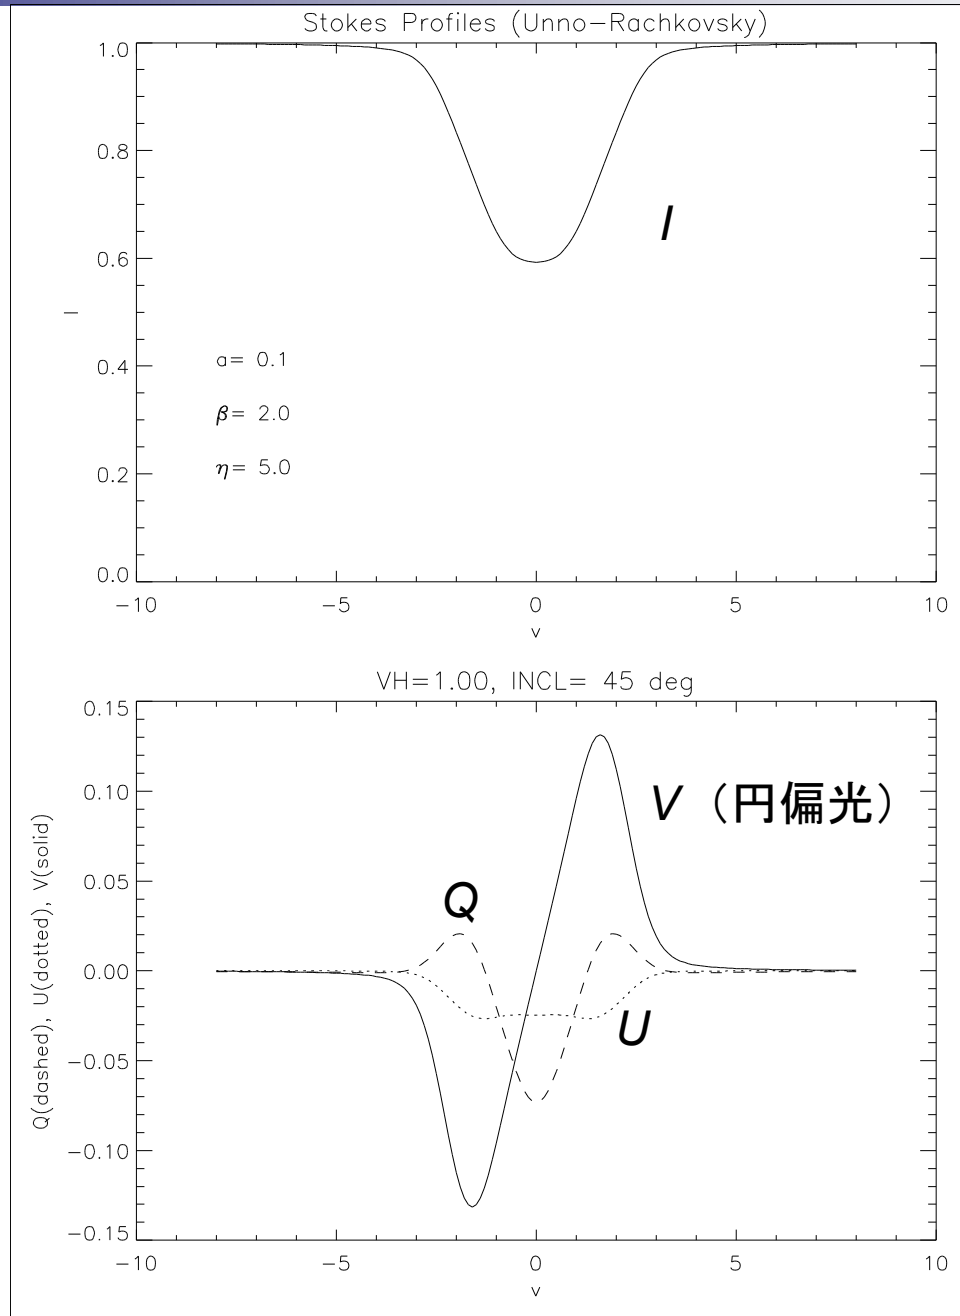 Stokes Profiles (Unno-Rachkovsky)
1.0
0.8
0.6
0.4
0.2
0.0
I
I
a= 0.1
β= 2.0
η= 5.0
-10 -5 0 5 10
v
VH=1.00, INCL= 45 deg
0.15
0.10
0.05
0.00
-0.05
-0.10
-0.15
Q(dashed), U(dotted), V(solid)
V (円偏光)
Q
U
-10 -5 0 5 10
v